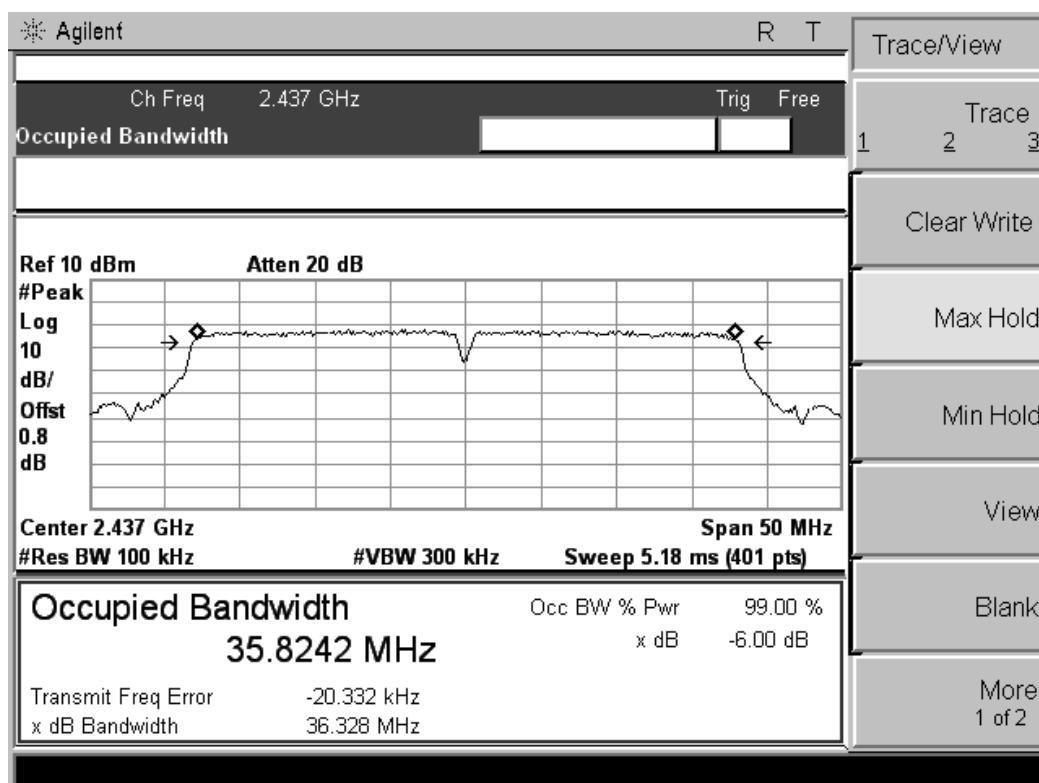 Agilent R T
Ch Freq 2.437 GHz Trig Free
Occupied Bandwidth
Ref 10 dBm Atten 20 dB
#Peak
Log
10
dB/
Offst
0.8
dB
Center 2.437 GHz Span 50 MHz
#Res BW 100 kHz #VBW 300 kHz Sweep 5.18 ms (401 pts)
Occupied Bandwidth Occ BW % Pwr 99.00 %
35.8242 MHz x dB -6.00 dB
Transmit Freq Error -20.332 kHz
x dB Bandwidth 36.328 MHz
Trace/View
Trace
1 2 3
Clear Write
Max Hold
Min Hold
View
Blank
More
1 of 2